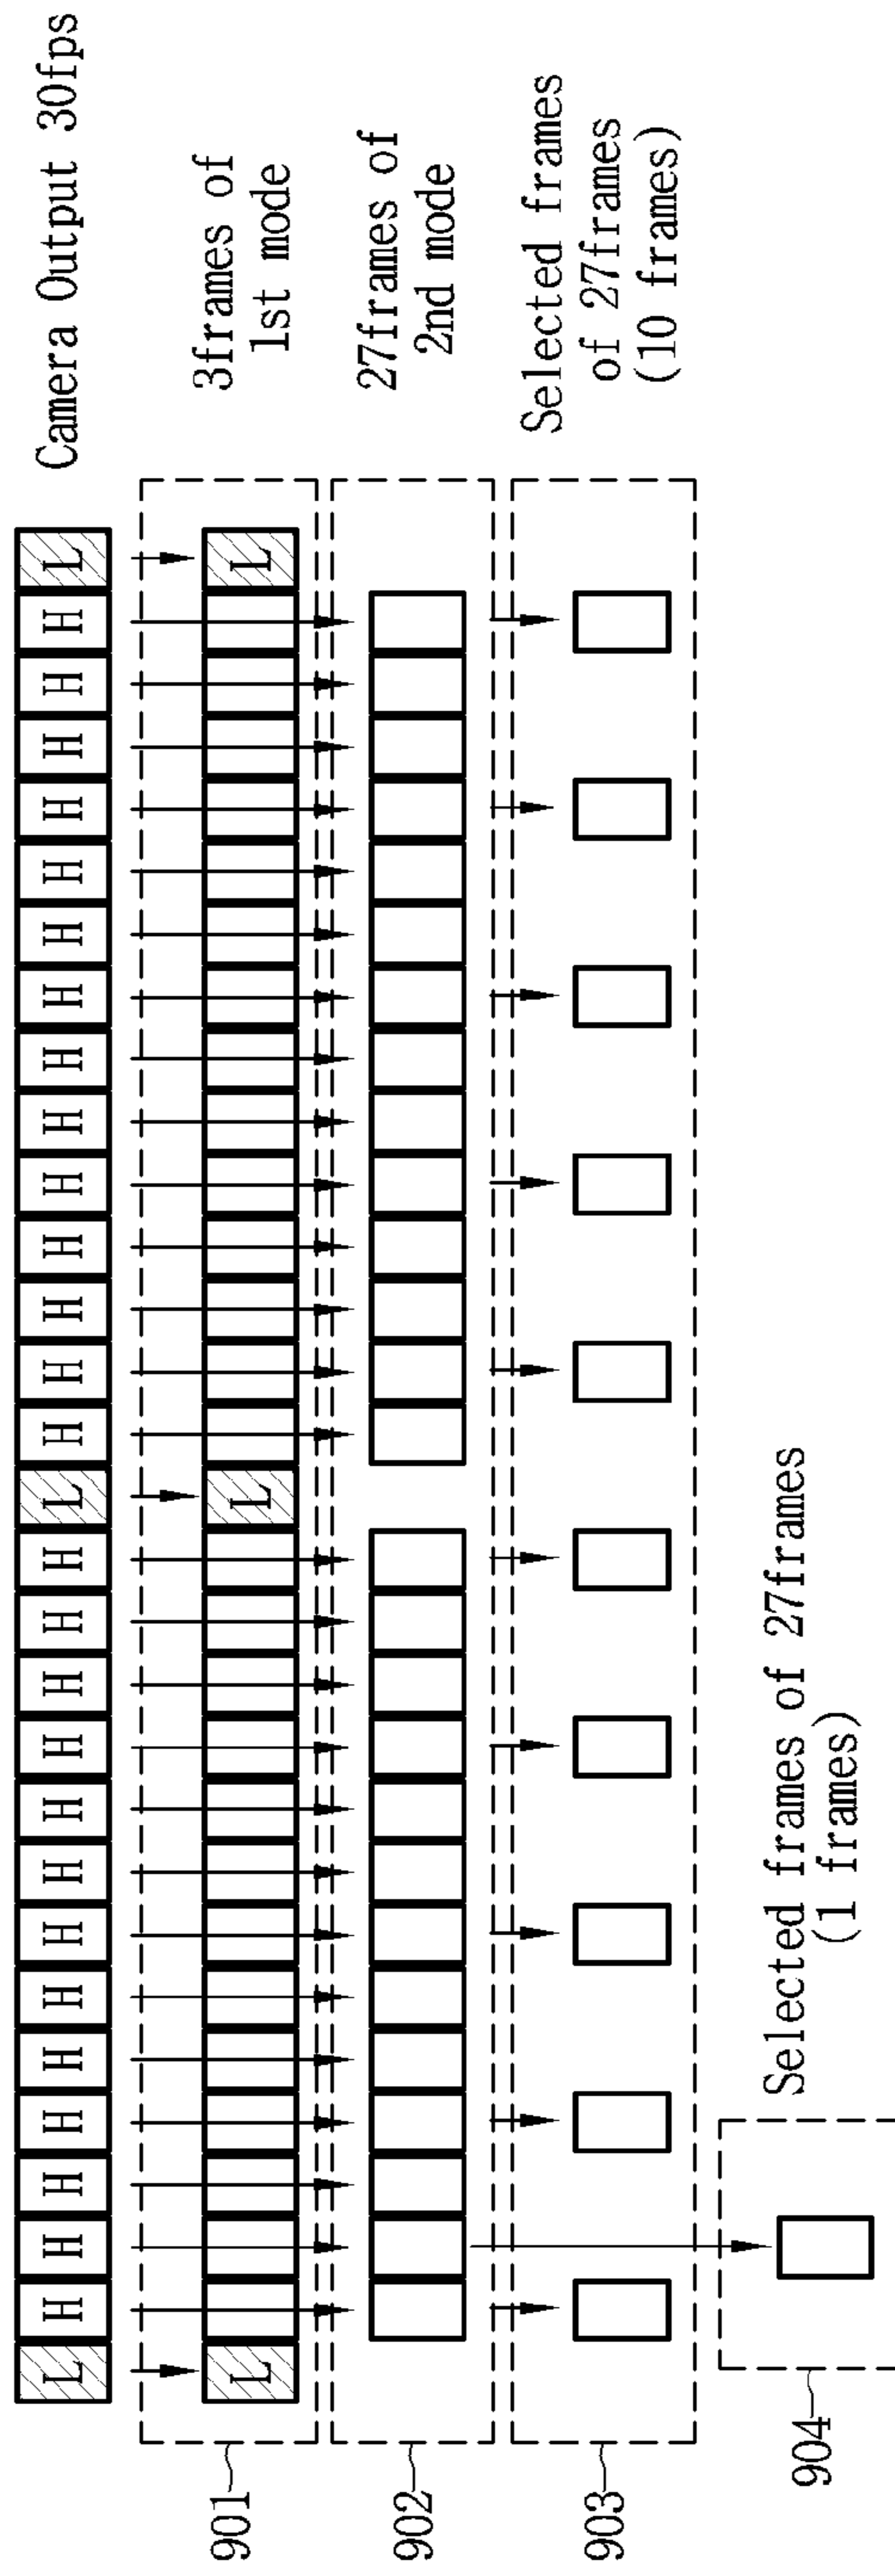 L H H H H H H H H H H H H H L H H H H H H H H H H H H H H L Camera Output 30fps
901
L L L
3frames of
1st mode
902
27frames of
2nd mode
903
Selected frames
of 27frames
(10 frames)
904
Selected frames of 27frames
(1 frames)